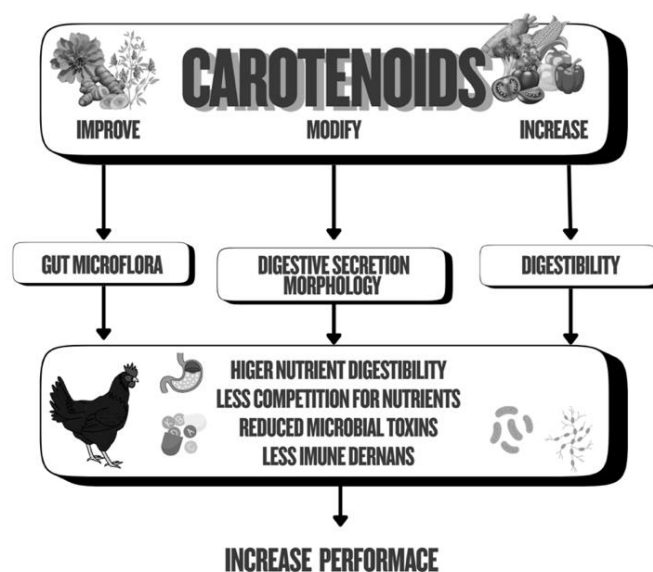 CAROTENOIDS
IMPROVE
MODIFY
INCREASE
GUT MICROFLORA
DIGESTIVE SECRETION
MORPHOLOGY
DIGESTIBILITY
HIGER NUTRIENT DIGESTIBILITY
LESS COMPETITION FOR NUTRIENTS
REDUCED MICROBIAL TOXINS
LESS IMUNE DERNANS
INCREASE PERFORMACE